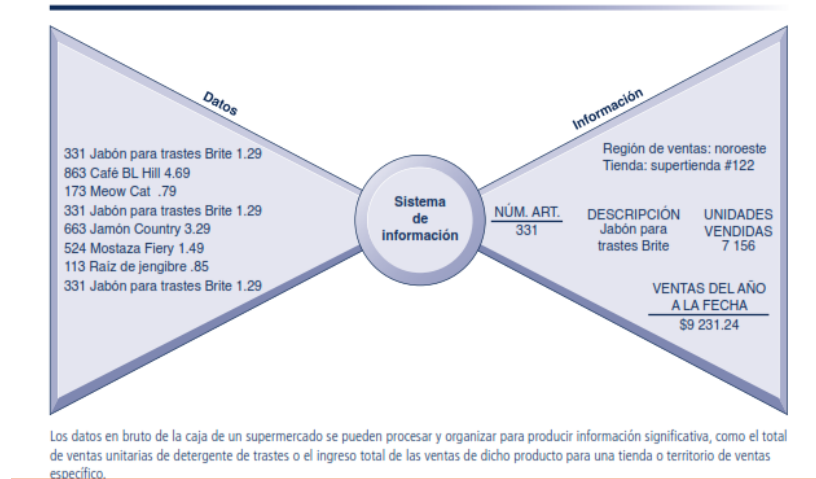 Datos
331 Jabón para trastes Brite 1.29
863 Café BL Hill 4.69
173 Meow Cat .79
331 Jabón para trastes Brite 1.29
663 Jamón Country 3.29
524 Mostaza Fiery 1.49
113 Raíz de jengibre .85
331 Jabón para trastes Brite 1.29
Sistema
de
información
Información
Región de ventas: noroeste
Tienda: supertienda #122
NÚM. ART.
331
DESCRIPCIÓN
Jabón para
trastes Brite
UNIDADES
VENDIDAS
7 156
VENTAS DEL AÑO
A LA FECHA
$9 231.24
Los datos en bruto de la caja de un supermercado se pueden procesar y organizar para producir información significativa, como el total
de ventas unitarias de detergente de trastes o el ingreso total de las ventas de dicho producto para una tienda o territorio de ventas
específico.